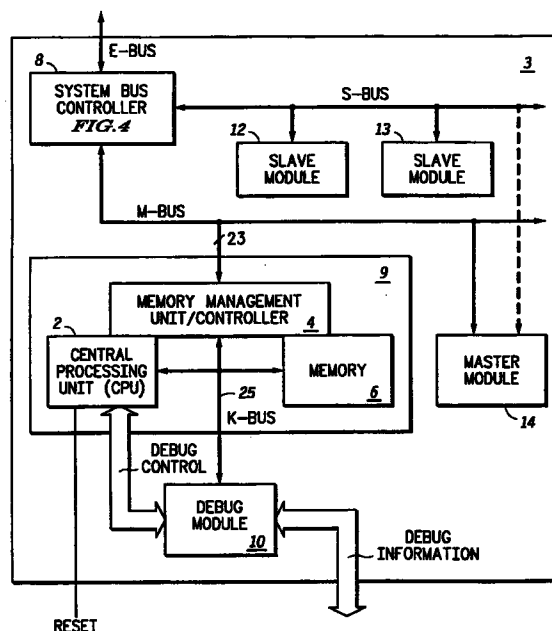 E-BUS
8
3
SYSTEM BUS
CONTROLLER
FIG.4
S-BUS
12
13
SLAVE
MODULE
SLAVE
MODULE
M-BUS
23
9
MEMORY MANAGEMENT
UNIT/CONTROLLER
4
2
CENTRAL
PROCESSING
UNIT (CPU)
MEMORY
6
MASTER
MODULE
14
25
K-BUS
DEBUG
CONTROL
DEBUG
MODULE
10
DEBUG
INFORMATION
RESET